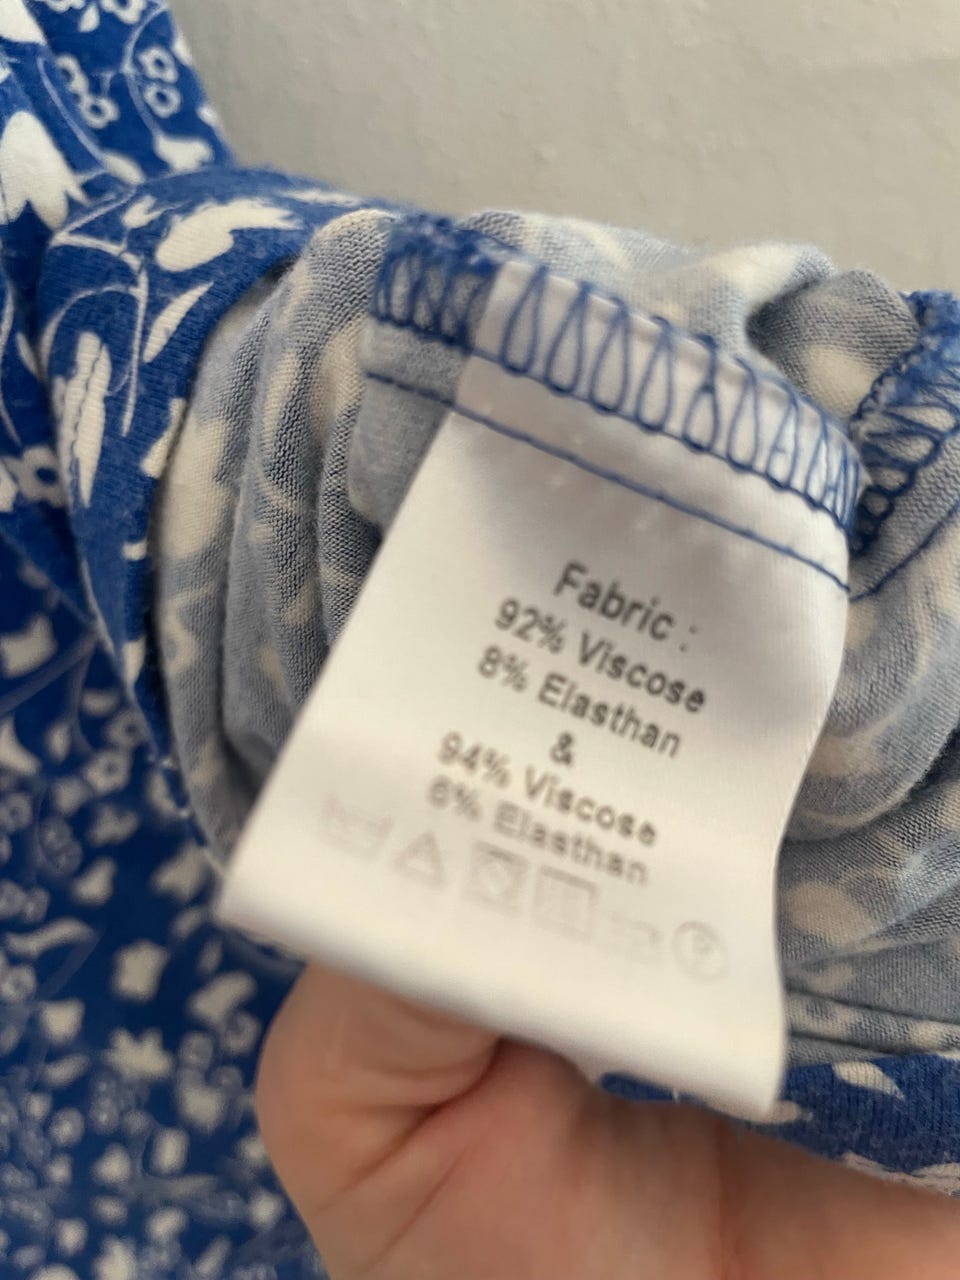 Fabric :
92% Viscose
8% Elasthan
&
94% Viscose
6% Elasthan